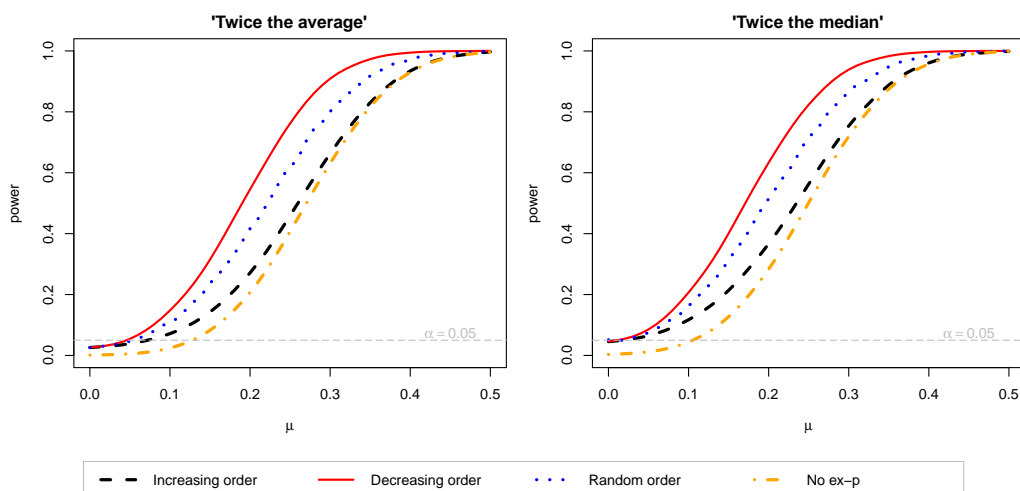 'Twice the average'
'Twice the median'
power
1.0
0.8
0.6
0.4
0.2
0.0
α = 0.05
0.0 0.1 0.2 0.3 0.4 0.5
μ
power
1.0
0.8
0.6
0.4
0.2
0.0
α = 0.05
0.0 0.1 0.2 0.3 0.4 0.5
μ
Increasing order Decreasing order Random order No ex−p